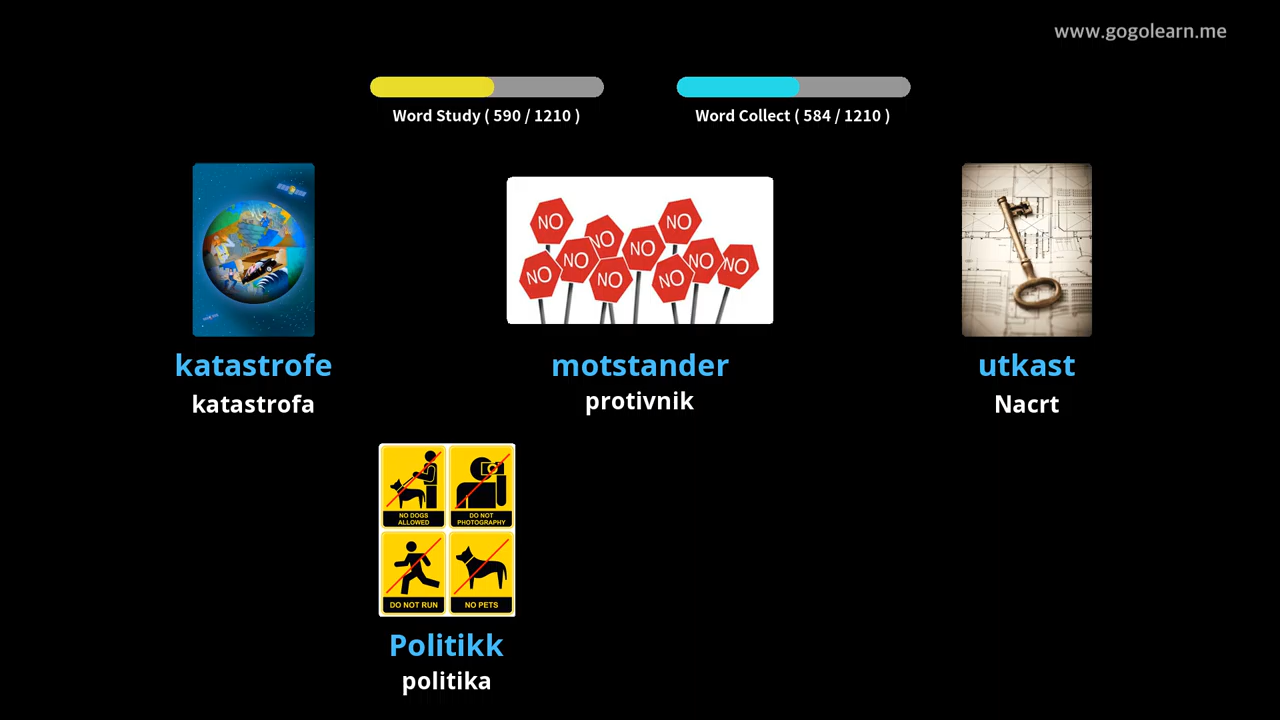 www.gogolearn.me
Word Study ( 590 / 1210 )
Word Collect ( 584 / 1210 )
NO
NO
NO
NO
NO
NO
NO
NO
NO
NO
katastrofe
katastrofa
motstander
protivnik
utkast
Nacrt
NO DOGS
ALLOWED
DO NOT
PHOTOGRAPHY
DO NOT RUN
NO PETS
Politikk
politika